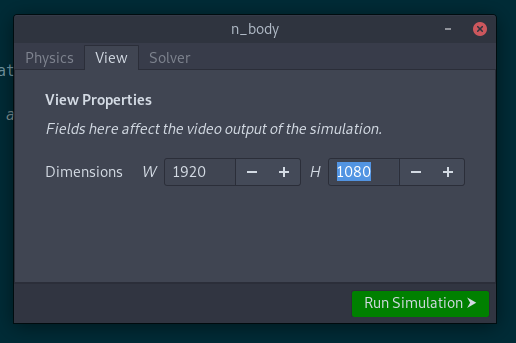 n_body
Physics View Solver
at
a
View Properties
Fields here affect the video output of the simulation.
Dimensions W 1920 − + H 1080 − +
Run Simulation ➤